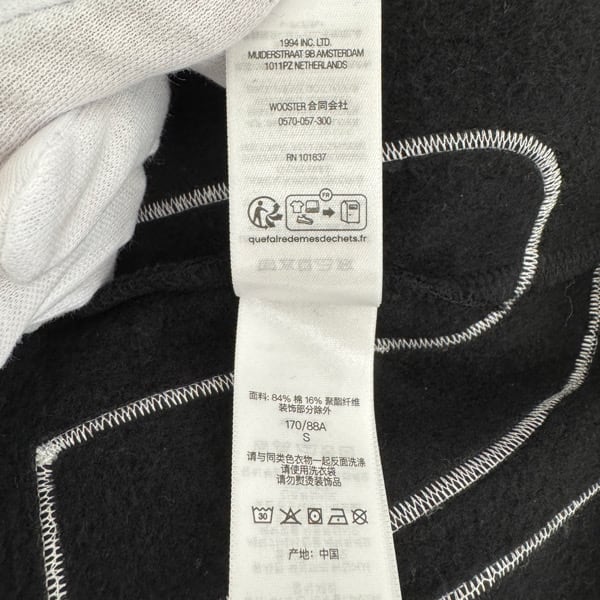 1994 INC. LTD.
MUIDERSTRAAT 9B AMSTERDAM
1011PZ NETHERLANDS
WOOSTER 合同会社
0570-057-300
RN 101837
FR
quefairedemesdechets.fr
面料: 84% 棉 16% 聚酯纤维
装饰部分除外
170/88A
S
请与同类色衣物一起反面洗涤
请使用洗衣袋
请勿熨烫装饰品
30
产地: 中国